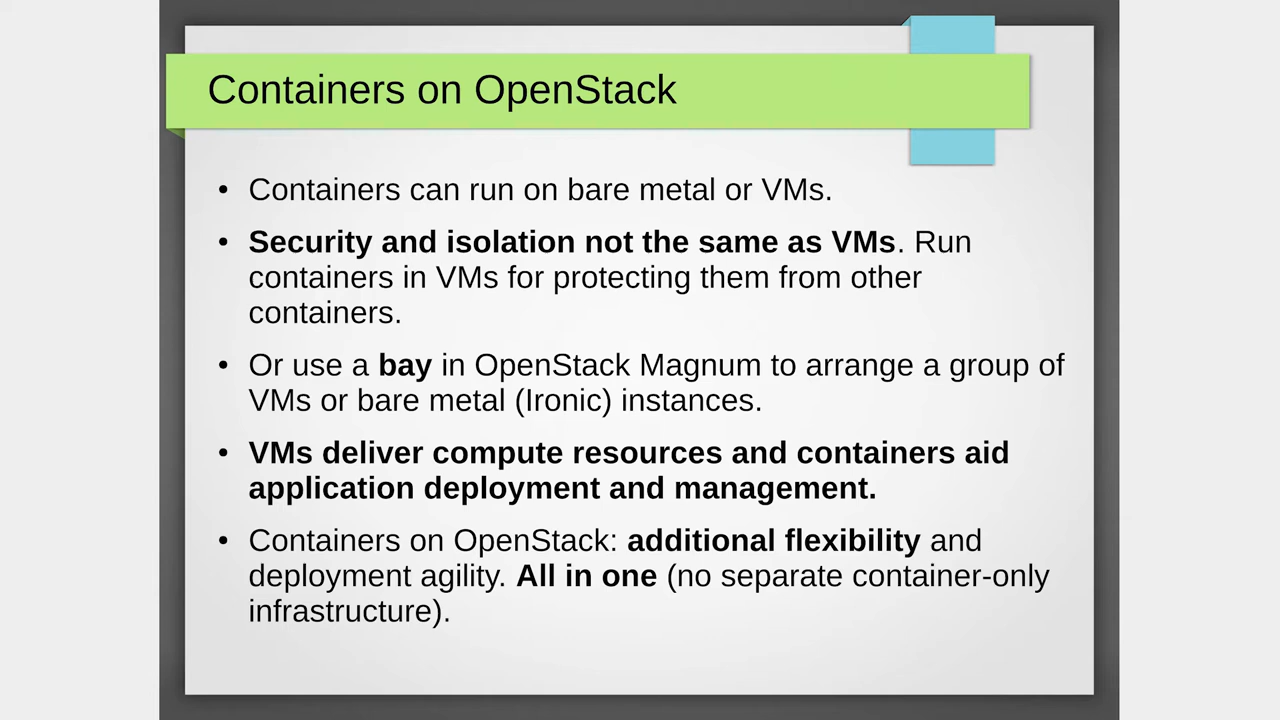 Containers on OpenStack
• Containers can run on bare metal or VMs.
• Security and isolation not the same as VMs. Run
containers in VMs for protecting them from other
containers.
• Or use a bay in OpenStack Magnum to arrange a group of
VMs or bare metal (Ironic) instances.
• VMs deliver compute resources and containers aid
application deployment and management.
• Containers on OpenStack: additional flexibility and
deployment agility. All in one (no separate container-only
infrastructure).